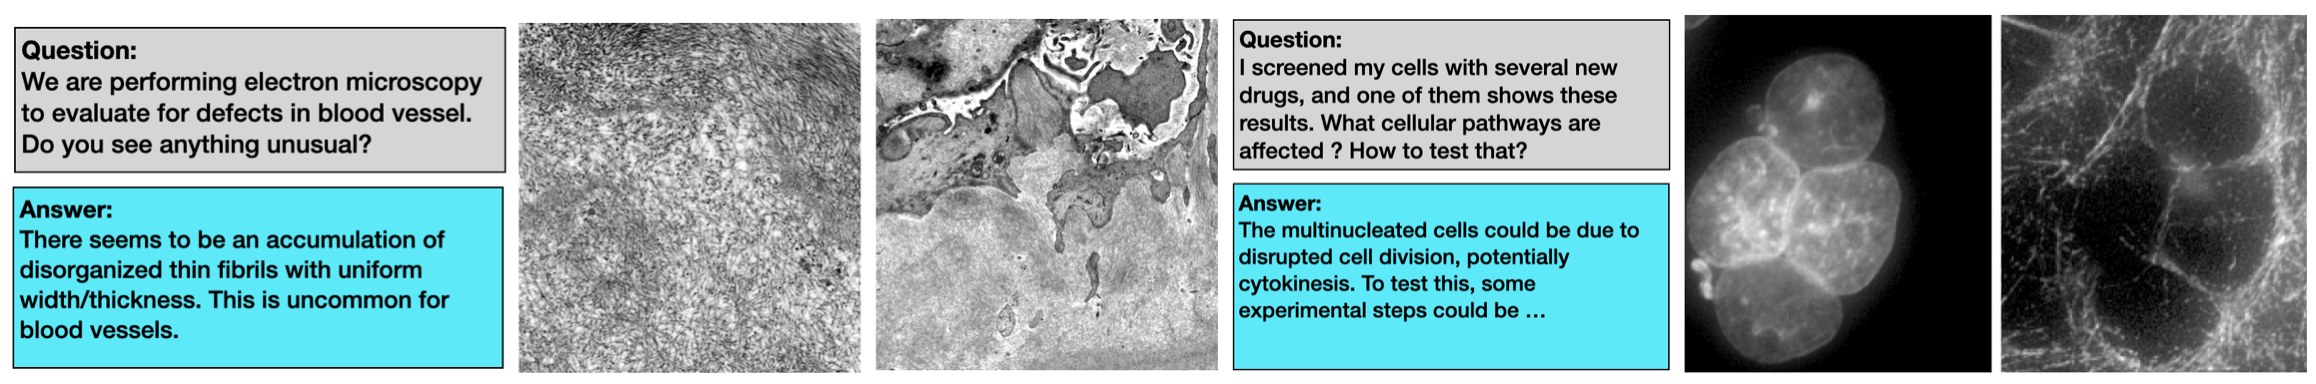 Question:
We are performing electron microscopy
to evaluate for defects in blood vessel.
Do you see anything unusual?
Answer:
There seems to be an accumulation of
disorganized thin fibrils with uniform
width/thickness. This is uncommon for
blood vessels.
Question:
I screened my cells with several new
drugs, and one of them shows these
results. What cellular pathways are
affected ? How to test that?
Answer:
The multinucleated cells could be due to
disrupted cell division, potentially
cytokinesis. To test this, some
experimental steps could be ...